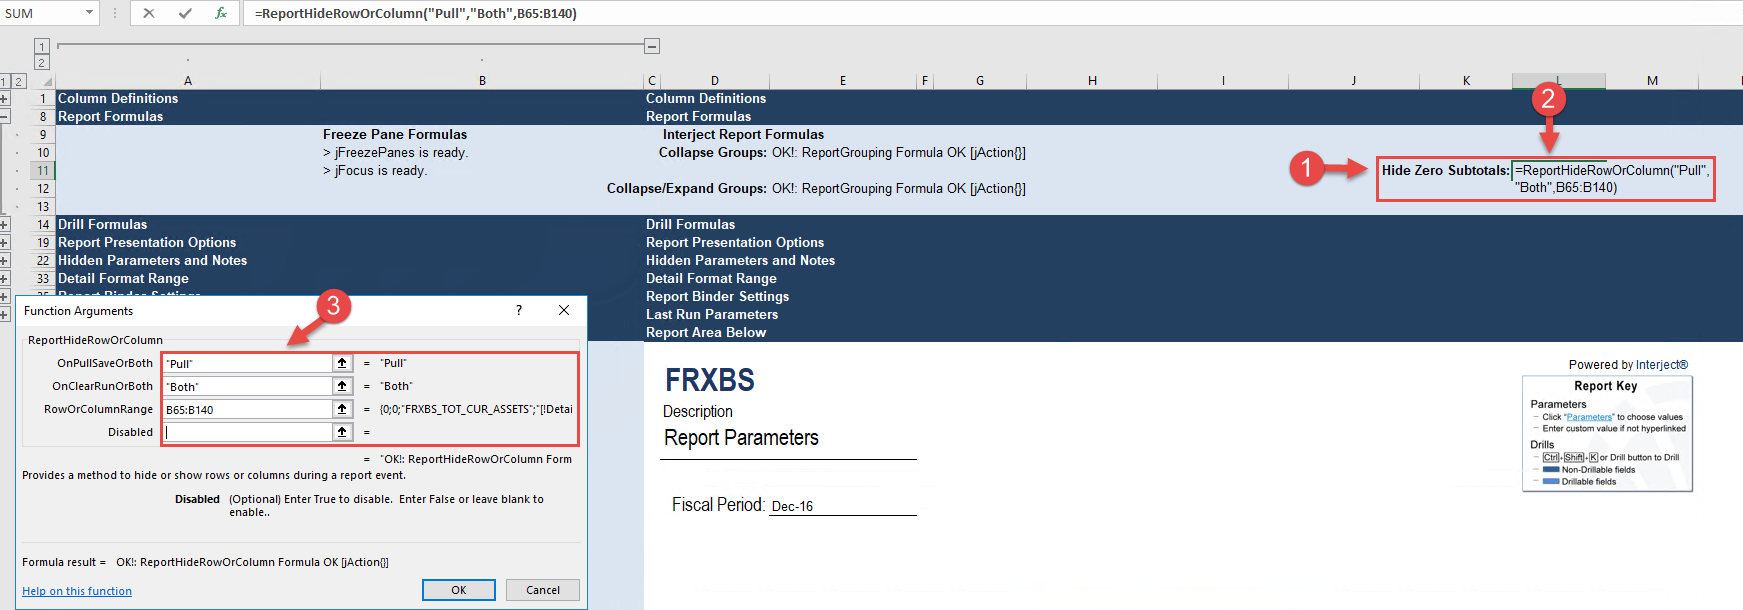 SUM
fx
=ReportHideRowOrColumn("Pull","Both",B65:B140)
1
2
1 2 A B C D E F G H I J K L M
1 Column Definitions Column Definitions
8 Report Formulas Report Formulas
9 Freeze Pane Formulas Interject Report Formulas
10 > jFreezePanes is ready. Collapse Groups: OK!: ReportGrouping Formula OK [jAction{}]
11 > jFocus is ready. Hide Zero Subtotals: =ReportHideRowOrColumn("Pull",
"Both",B65:B140)
12 Collapse/Expand Groups: OK!: ReportGrouping Formula OK [jAction{}]
13
1
2
14 Drill Formulas Drill Formulas
19 Report Presentation Options Report Presentation Options
22 Hidden Parameters and Notes Hidden Parameters and Notes
33 Detail Format Range Detail Format Range
Report Binder Settings
Last Run Parameters
Report Area Below
3
Function Arguments ?
ReportHideRowOrColumn
OnPullSaveOrBoth "Pull" = "Pull"
OnClearRunOrBoth "Both" = "Both"
RowOrColumnRange B65:B140 = {0;0;"FRXBS_TOT_CUR_ASSETS";"[!Detai
Disabled =
= "OK!: ReportHideRowOrColumn Form
Provides a method to hide or show rows or columns during a report event.
Disabled (Optional) Enter True to disable. Enter False or leave blank to
enable..
Formula result = OK!: ReportHideRowOrColumn Formula OK [jAction{}]
Help on this function OK Cancel
FRXBS
Description
Report Parameters
Fiscal Period: Dec-16
Powered by Interject®
Report Key
Parameters
− Click "Parameters" to choose values
− Enter custom value if not hyperlinked
Drills
− Ctrl+Shift+K or Drill button to Drill
− Non-Drillable fields
− Drillable fields